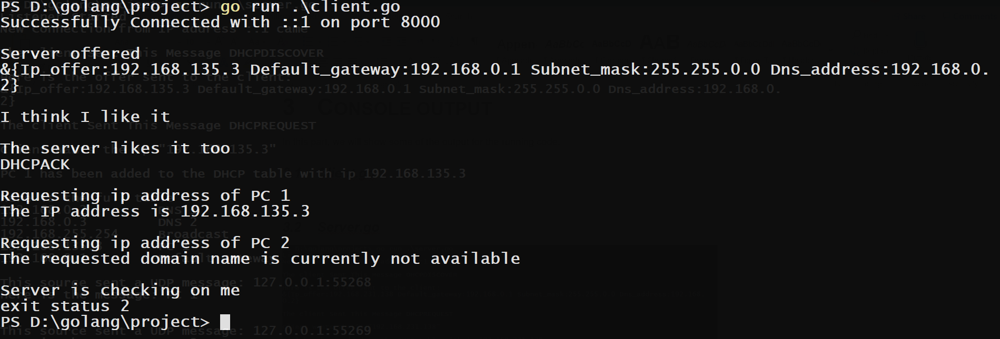 PS D:\golang\project> go run .\client.go
Successfully Connected with ::1 on port 8000
Server offered
&{Ip_offer:192.168.135.3 Default_gateway:192.168.0.1 Subnet_mask:255.255.0.0 Dns_address:192.168.0.
2}
I think I like it
The server likes it too
DHCPACK
Requesting ip address of PC 1
The IP address is 192.168.135.3
Requesting ip address of PC 2
The requested domain name is currently not available
Server is checking on me
exit status 2
PS D:\golang\project>